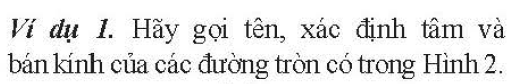 Ví dụ 1. Hãy gọi tên, xác định tâm và
bán kính của các đường tròn có trong Hình 2.